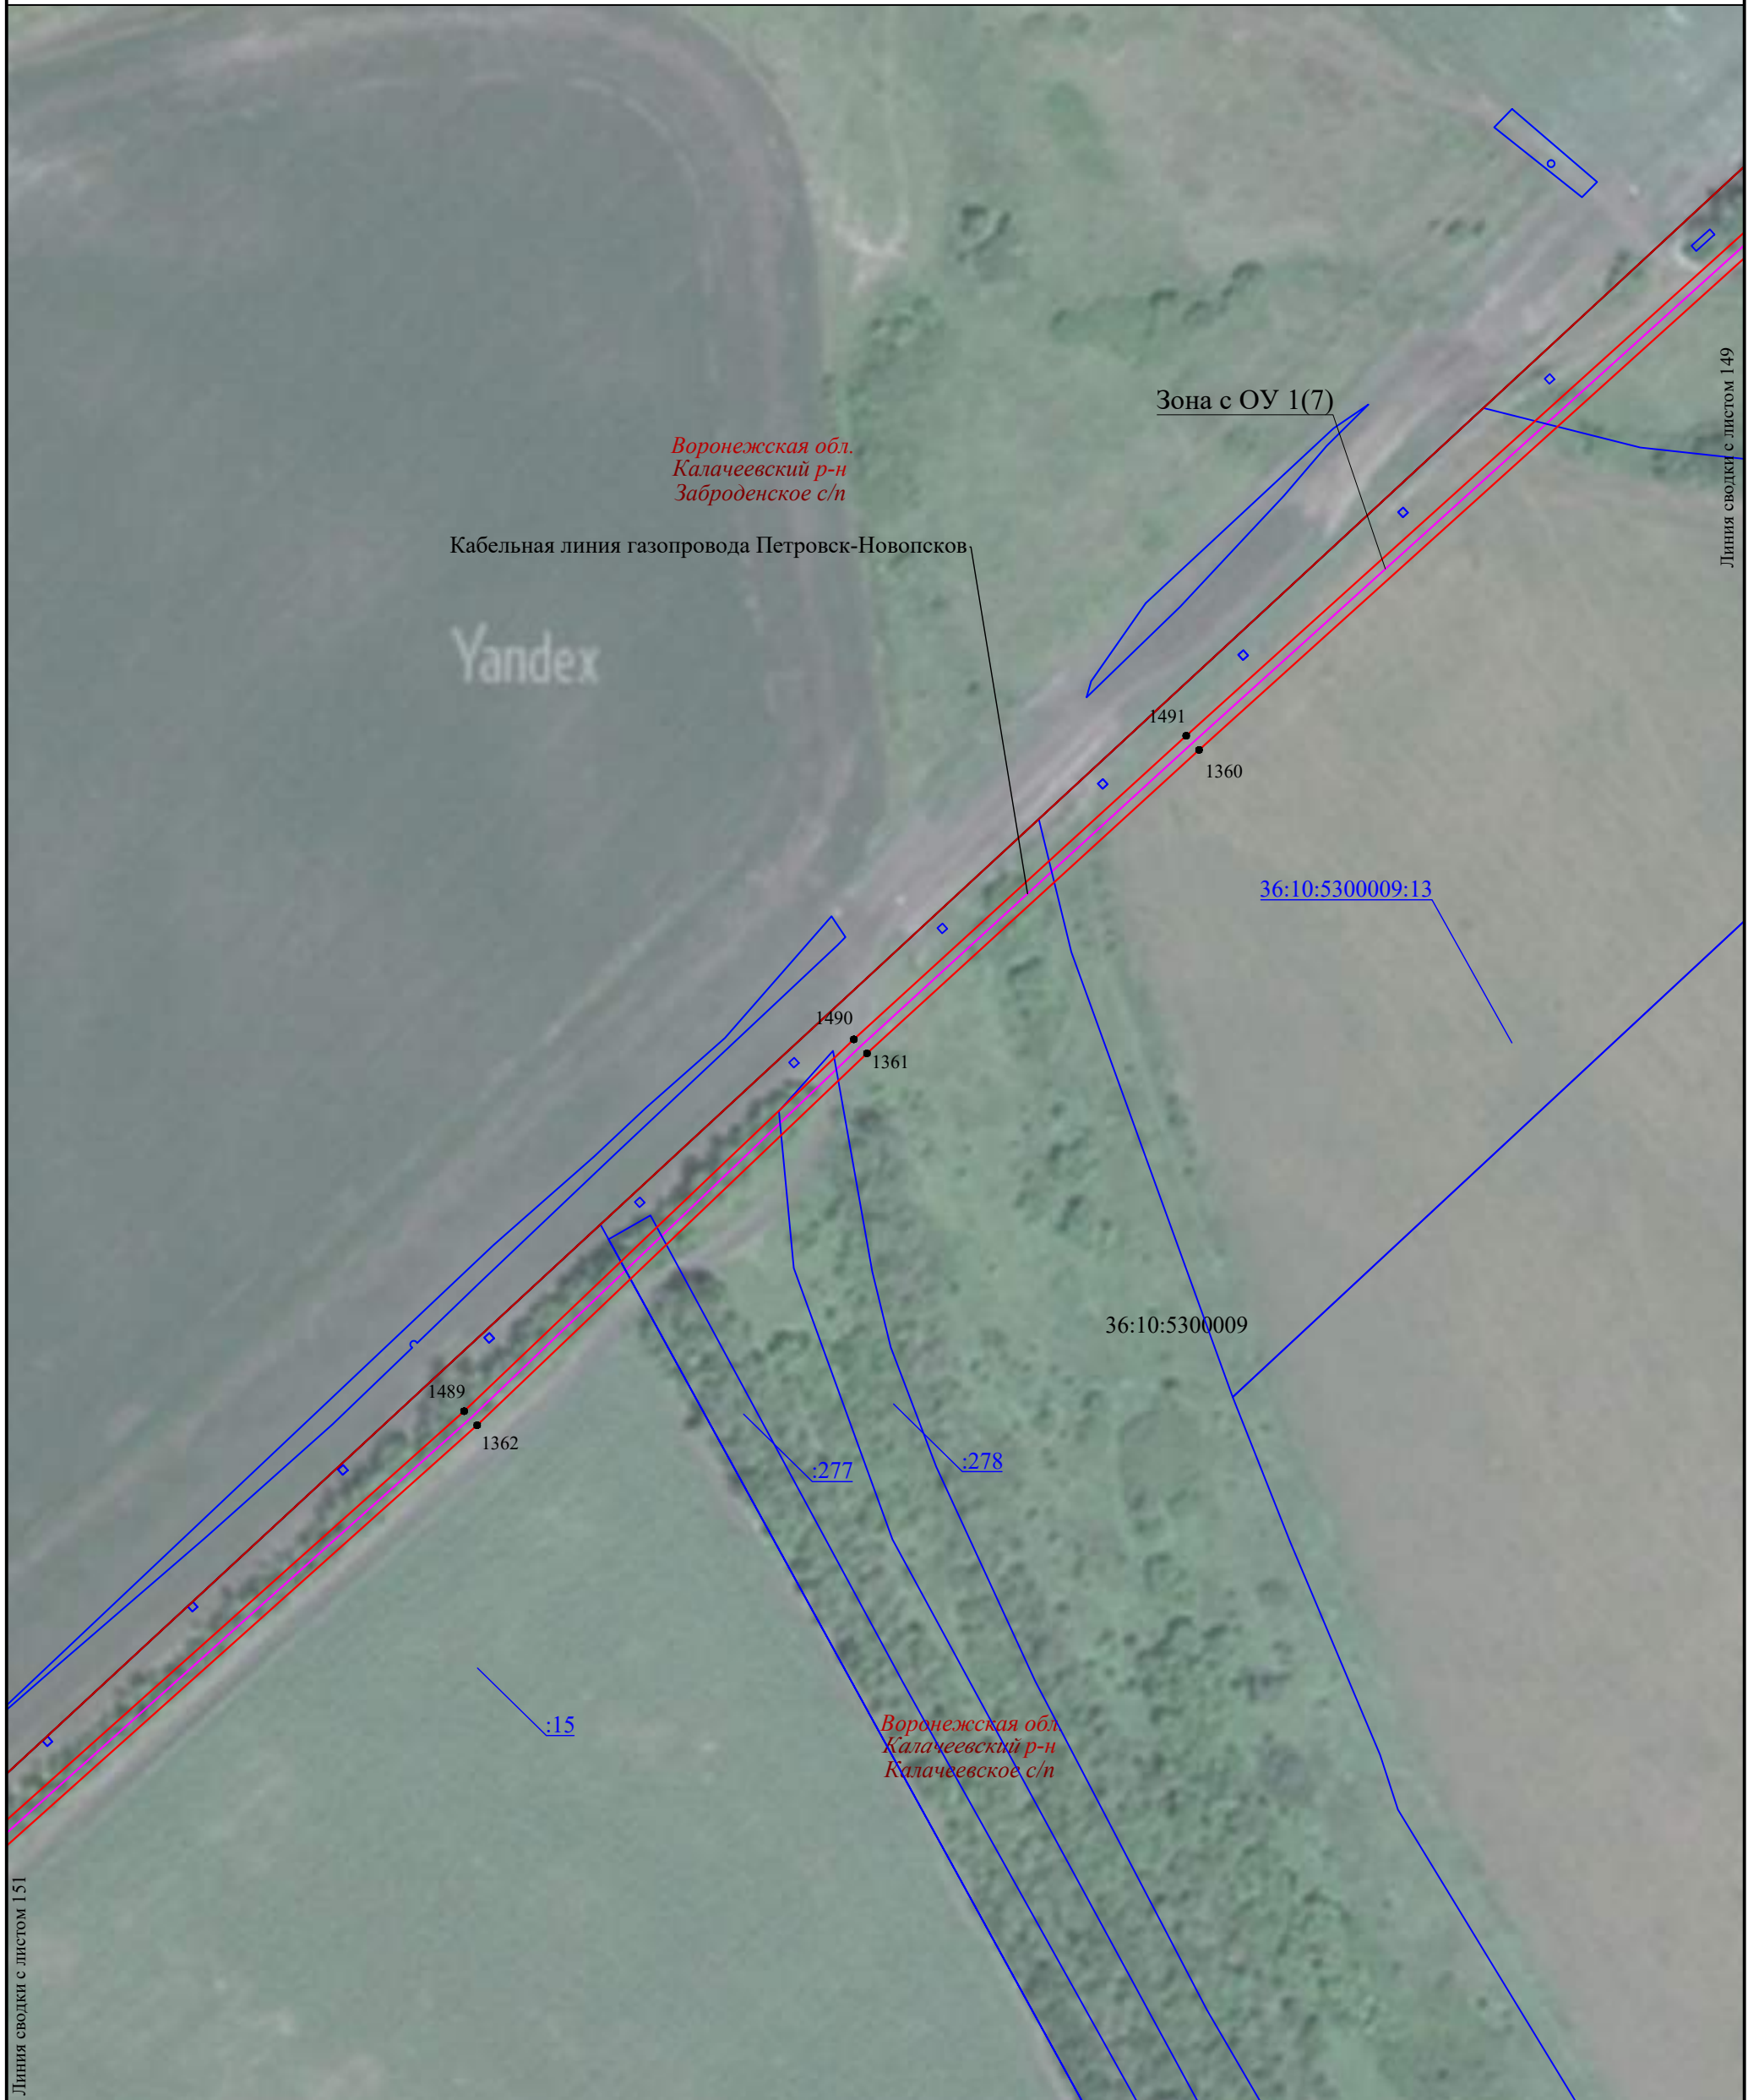 Зона с ОУ 1(7)
Линия сводки с листом 149
Воронежская обл.
Калачеевский р-н
Заброденское с/п
Кабельная линия газопровода Петровск-Новопсков
Yandex
1491
1360
36:10:5300009:13
1490
1361
36:10:5300009
1489
1362
:277
:278
:15
Воронежская обл
Калачеевский р-н
Калачеевское с/п
Линия сводки с листом 151